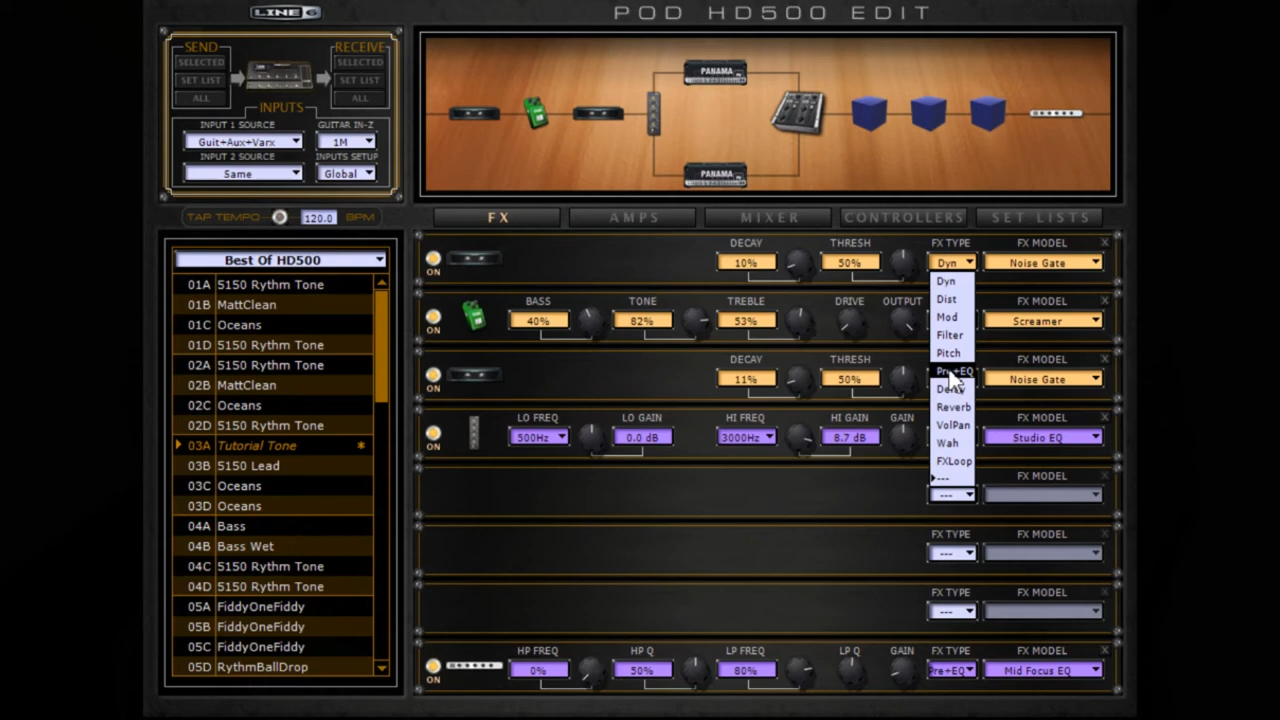 LINE 6
POD HD500 EDIT
SEND
RECEIVE
SELECTED
SELECTED
SET LIST
SET LIST
ALL
ALL
INPUTS
INPUT 1 SOURCE
GUITAR IN-Z
Guit+Aux+Varx
1M
INPUT 2 SOURCE
INPUTS SETUP
Same
Global
PANAMA
PANAMA
TAP TEMPO
120.0
BPM
FX
AMPS
MIXER
CONTROLLERS
SET LISTS
Best Of HD500
01A 5150 Rythm Tone
01B MattClean
01C Oceans
01D 5150 Rythm Tone
02A 5150 Rythm Tone
02B MattClean
02C Oceans
02D 5150 Rythm Tone
03A Tutorial Tone *
03B 5150 Lead
03C Oceans
03D Oceans
04A Bass
04B Bass Wet
04C 5150 Rythm Tone
04D 5150 Rythm Tone
05A FiddyOneFiddy
05B FiddyOneFiddy
05C FiddyOneFiddy
05D RythmBallDrop
DECAY THRESH FX TYPE FX MODEL X
ON 10% 50% Dyn Noise Gate
BASS TONE TREBLE DRIVE OUTPUT FX MODEL X
ON 40% 82% 53% Screamer
DECAY THRESH FX MODEL X
ON 11% 50% Noise Gate
LO FREQ LO GAIN HI FREQ HI GAIN GAIN FX MODEL X
ON 500Hz 0.0 dB 3000Hz 8.7 dB Studio EQ
Dyn
Dist
Mod
Filter
Pitch
Pre+EQ
Delay
Reverb
VolPan
Wah
FXLoop
---
FX MODEL X
---
FX TYPE FX MODEL X
---
FX TYPE FX MODEL X
---
HP FREQ HP Q LP FREQ LP Q GAIN FX TYPE FX MODEL X
ON 0% 50% 80% Pre+EQ Mid Focus EQ